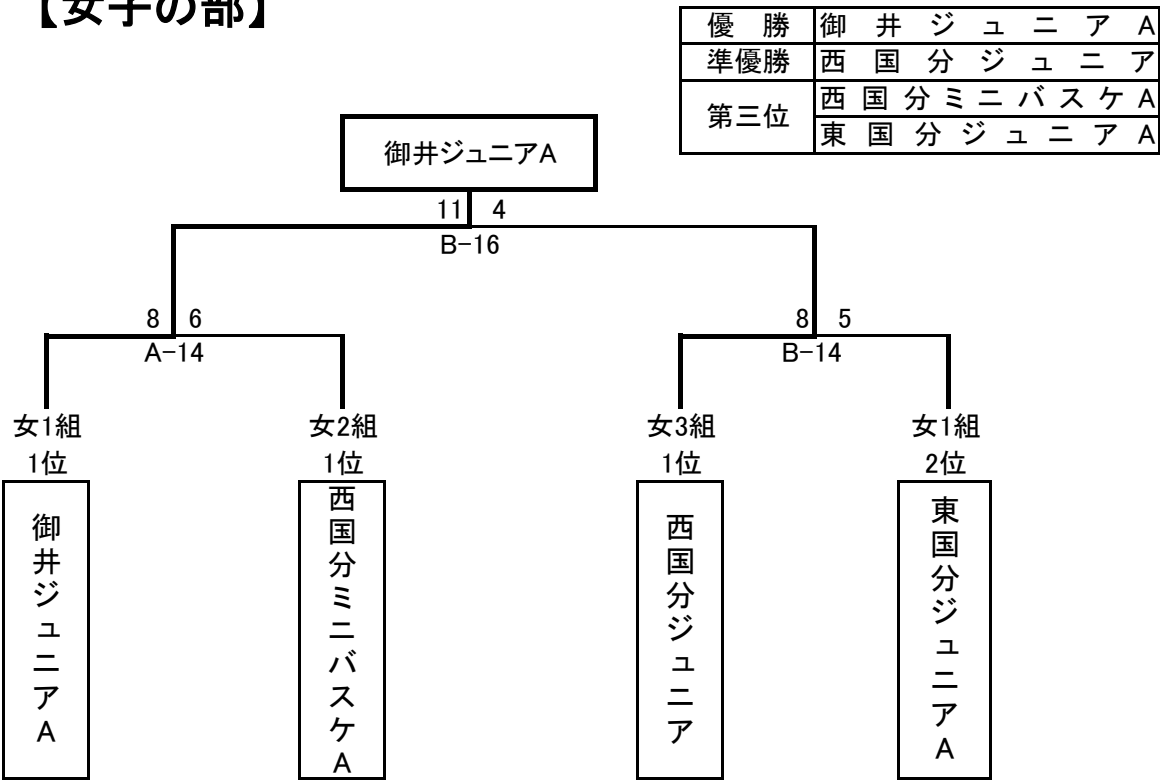 【女子の部】
優勝 御井ジュニアA
準優勝 西国分ジュニア
第三位 西国分ミニバスケA
東国分ジュニアA
御井ジュニアA
11 4
B-16
8 6
A-14
8 5
B-14
女1組
1位
御井ジュニアA
女2組
1位
西国分ミニバスケA
女3組
1位
西国分ジュニア
女1組
2位
東国分ジュニアA